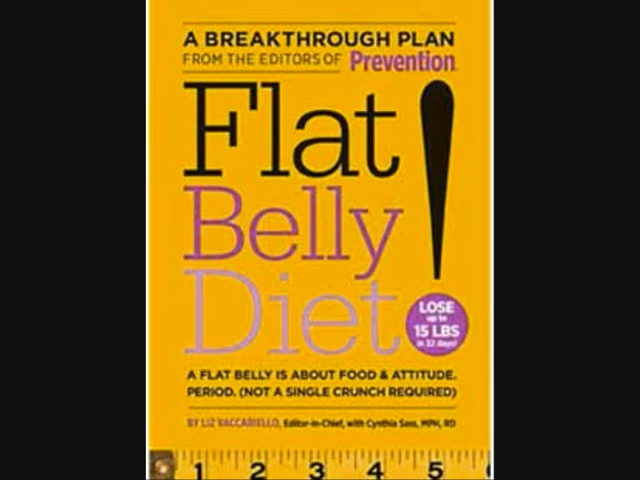 A BREAKTHROUGH PLAN
FROM THE EDITORS OF Prevention.
Flat
Belly
Diet!
LOSE
up to
15 LBS
in 32 days!
A FLAT BELLY IS ABOUT FOOD & ATTITUDE.
PERIOD. (NOT A SINGLE CRUNCH REQUIRED)
BY LIZ VACCARIELLO, Editor-in-Chief, with Cynthia Sass, MPH, RD
1 2 3 4 5